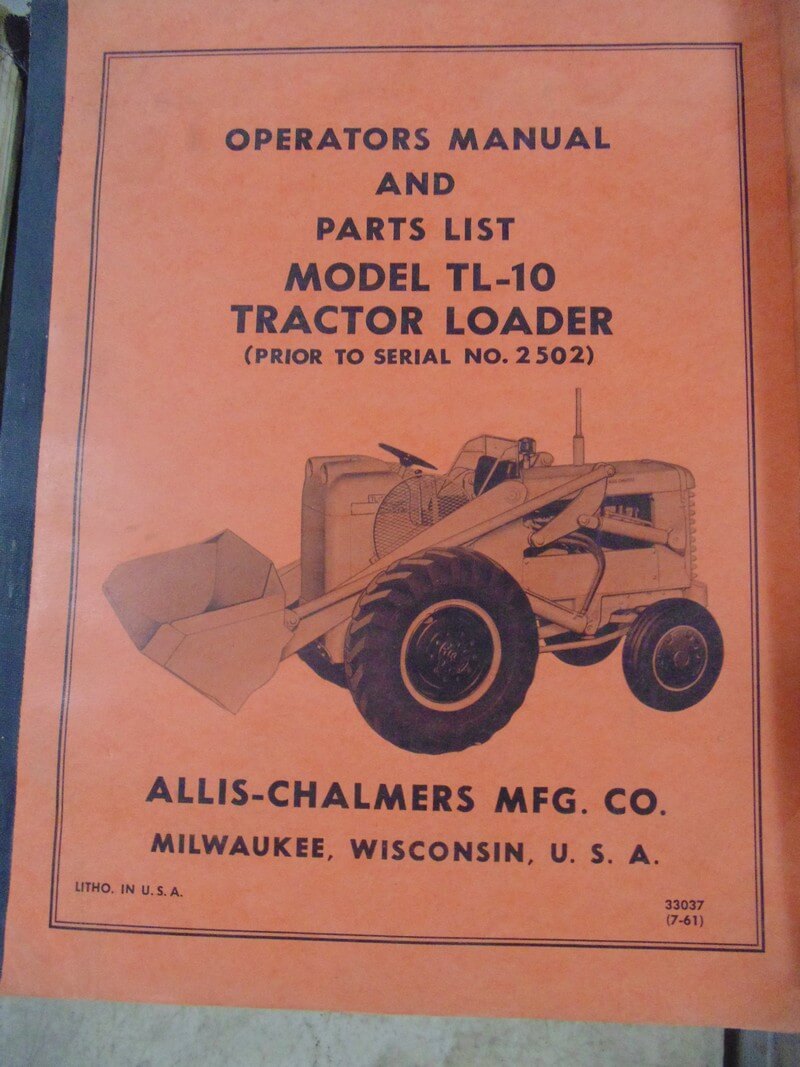 OPERATORS MANUAL
AND
PARTS LIST
MODEL TL-10
TRACTOR LOADER
(PRIOR TO SERIAL NO. 2502)
ALLIS-CHALMERS MFG. CO.
MILWAUKEE, WISCONSIN, U. S. A.
LITHO. IN U. S. A.
33037
(7-61)